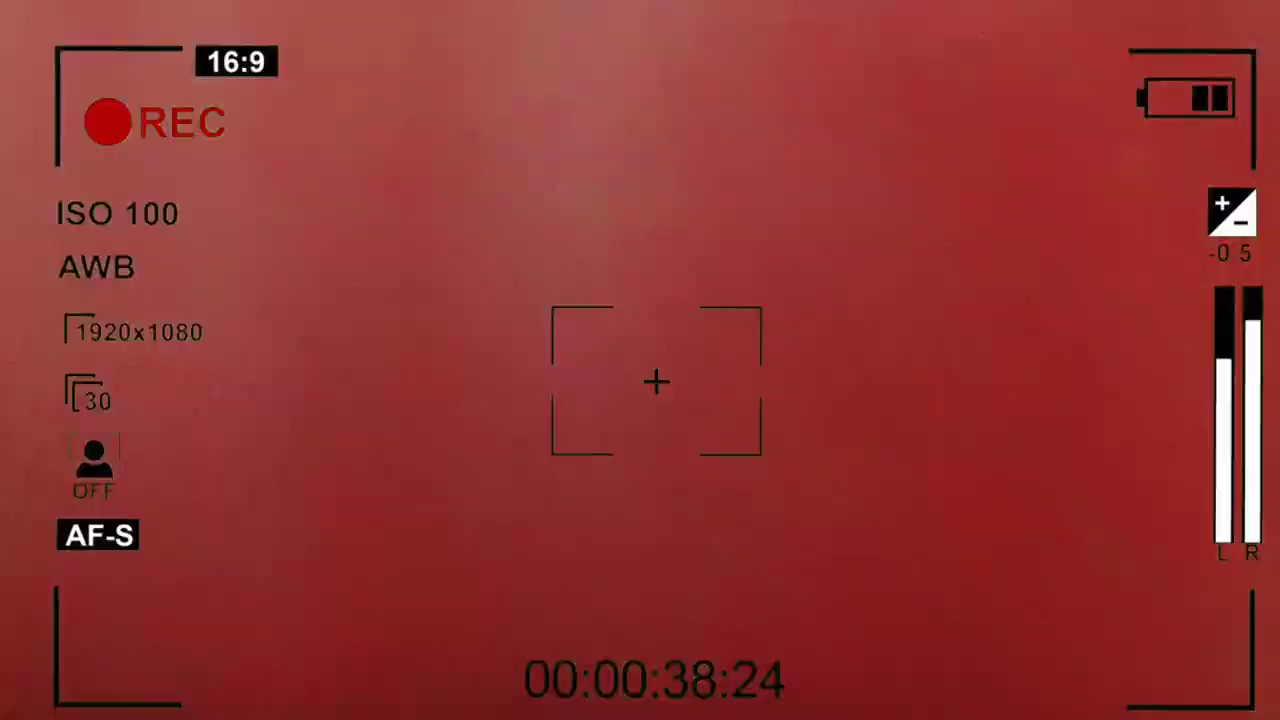 16:9
REC
ISO 100
AWB
-0 5
1920x1080
30
OFF
AF-S
L R
00:00:38:24